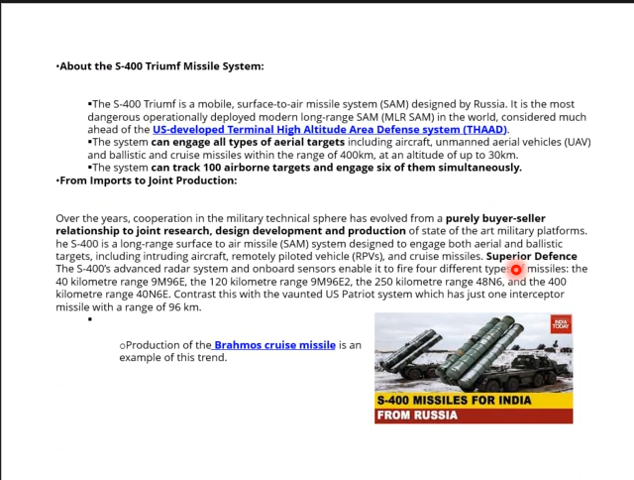 •About the S-400 Triumf Missile System:
▪The S-400 Triumf is a mobile, surface-to-air missile system (SAM) designed by Russia. It is the most
dangerous operationally deployed modern long-range SAM (MLR SAM) in the world, considered much
ahead of the US-developed Terminal High Altitude Area Defense system (THAAD).
▪The system can engage all types of aerial targets including aircraft, unmanned aerial vehicles (UAV)
and ballistic and cruise missiles within the range of 400km, at an altitude of up to 30km.
▪The system can track 100 airborne targets and engage six of them simultaneously.
•From Imports to Joint Production:
Over the years, cooperation in the military technical sphere has evolved from a purely buyer-seller
relationship to joint research, design development and production of state of the art military platforms.
he S-400 is a long-range surface to air missile (SAM) system designed to engage both aerial and ballistic
targets, including intruding aircraft, remotely piloted vehicle (RPVs), and cruise missiles. Superior Defence
The S-400's advanced radar system and onboard sensors enable it to fire four different types missiles: the
40 kilometre range 9M96E, the 120 kilometre range 9M96E2, the 250 kilometre range 48N6, and the 400
kilometre range 40N6E. Contrast this with the vaunted US Patriot system which has just one interceptor
missile with a range of 96 km.
▪
○Production of the Brahmos cruise missile is an
example of this trend.
INDIA
TODAY
S-400 MISSILES FOR INDIA
FROM RUSSIA